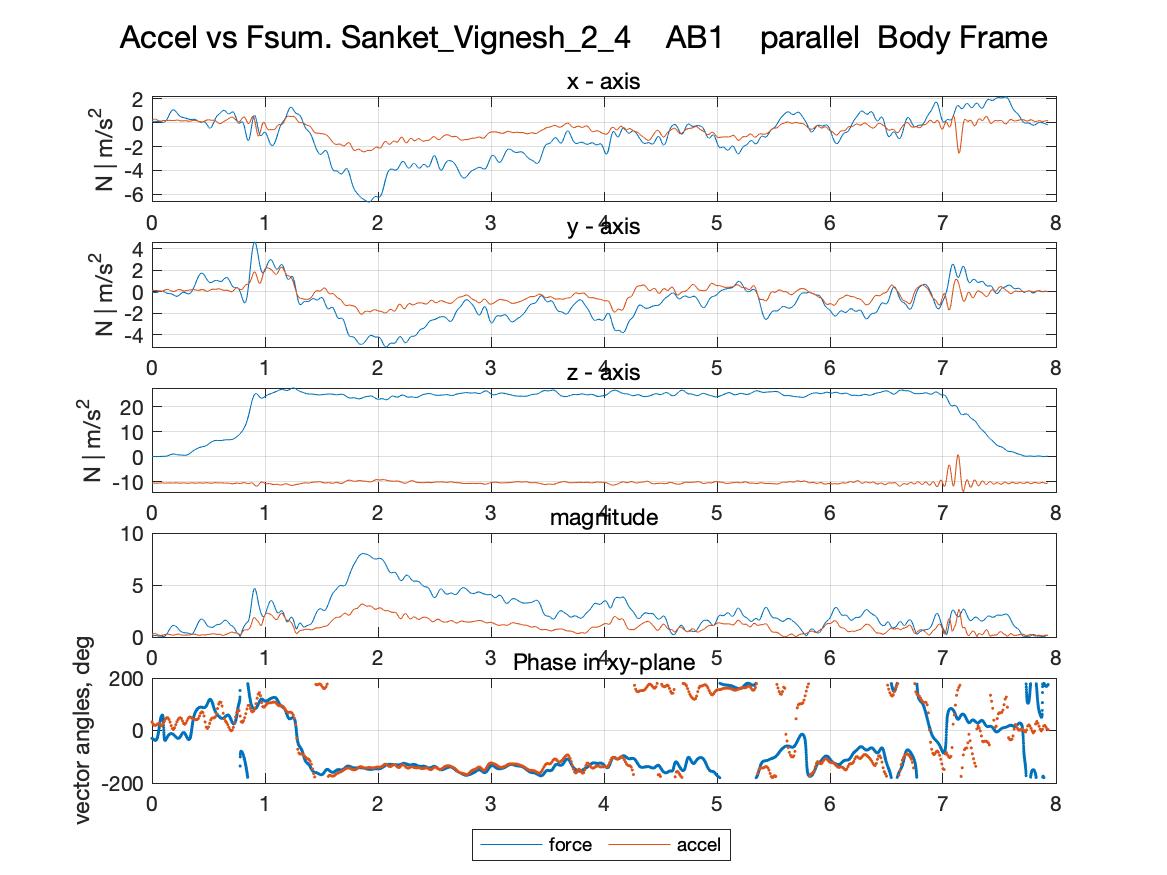 Accel vs Fsum. Sanket_Vignesh_2_4 AB1 parallel Body Frame
x - axis
N | m/s2
2
0
-2
-4
-6
0 1 2 3 4 5 6 7 8
y - axis
N | m/s2
4
2
0
-2
-4
0 1 2 3 4 5 6 7 8
z - axis
N | m/s2
20
10
0
-10
0 1 2 3 4 5 6 7 8
magnitude
10
5
0
0 1 2 3 4 5 6 7 8
Phase in xy-plane
vector angles, deg
200
0
-200
0 1 2 3 4 5 6 7 8
force accel